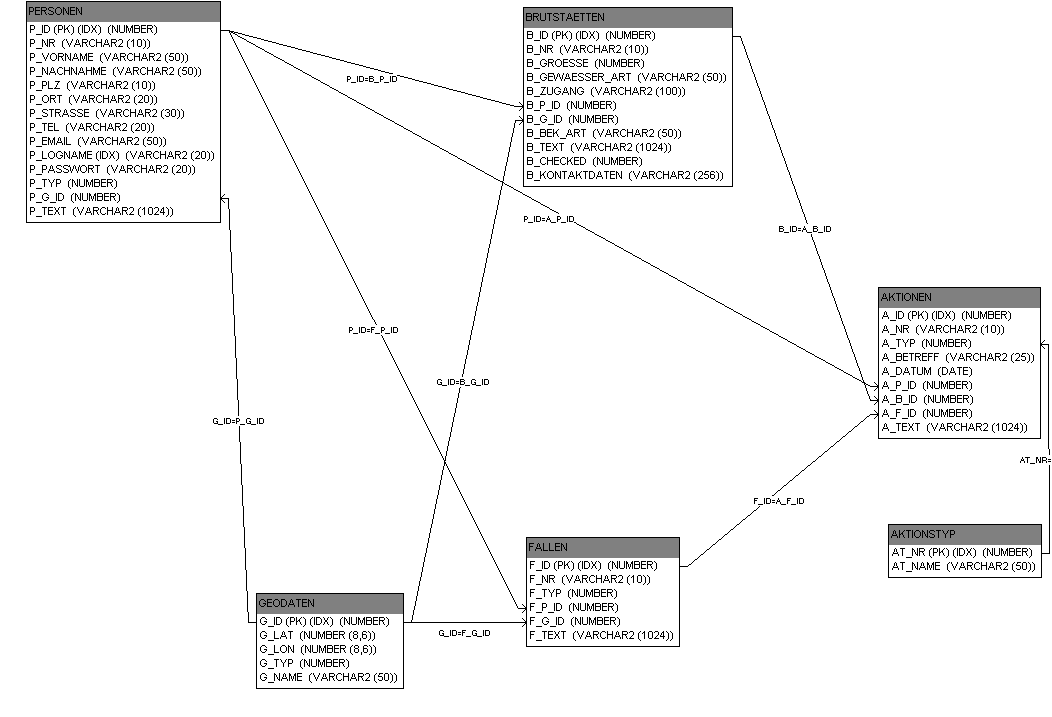 PERSONEN
P_ID (PK) (IDX) (NUMBER)
P_NR (VARCHAR2 (10))
P_VORNAME (VARCHAR2 (50))
P_NACHNAHME (VARCHAR2 (50))
P_PLZ (VARCHAR2 (10))
P_ORT (VARCHAR2 (20))
P_STRASSE (VARCHAR2 (30))
P_TEL (VARCHAR2 (20))
P_EMAIL (VARCHAR2 (50))
P_LOGNAME (IDX) (VARCHAR2 (20))
P_PASSWORT (VARCHAR2 (20))
P_TYP (NUMBER)
P_G_ID (NUMBER)
P_TEXT (VARCHAR2 (1024))
BRUTSTAETTEN
B_ID (PK) (IDX) (NUMBER)
B_NR (VARCHAR2 (10))
B_GROESSE (NUMBER)
B_GEWAESSER_ART (VARCHAR2 (50))
B_ZUGANG (VARCHAR2 (100))
B_P_ID (NUMBER)
B_G_ID (NUMBER)
B_BEK_ART (VARCHAR2 (50))
B_TEXT (VARCHAR2 (1024))
B_CHECKED (NUMBER)
B_KONTAKTDATEN (VARCHAR2 (256))
P_ID=B_P_ID
P_ID=A_P_ID
B_ID=A_B_ID
P_ID=F_P_ID
G_ID=B_G_ID
G_ID=P_G_ID
AKTIONEN
A_ID (PK) (IDX) (NUMBER)
A_NR (VARCHAR2 (10))
A_TYP (NUMBER)
A_BETREFF (VARCHAR2 (25))
A_DATUM (DATE)
A_P_ID (NUMBER)
A_B_ID (NUMBER)
A_F_ID (NUMBER)
A_TEXT (VARCHAR2 (1024))
AT_NR=
F_ID=A_F_ID
AKTIONSTYP
AT_NR (PK) (IDX) (NUMBER)
AT_NAME (VARCHAR2 (50))
FALLEN
F_ID (PK) (IDX) (NUMBER)
F_NR (VARCHAR2 (10))
F_TYP (NUMBER)
F_P_ID (NUMBER)
F_G_ID (NUMBER)
F_TEXT (VARCHAR2 (1024))
G_ID=F_G_ID
GEODATEN
G_ID (PK) (IDX) (NUMBER)
G_LAT (NUMBER (8,6))
G_LON (NUMBER (8,6))
G_TYP (NUMBER)
G_NAME (VARCHAR2 (50))